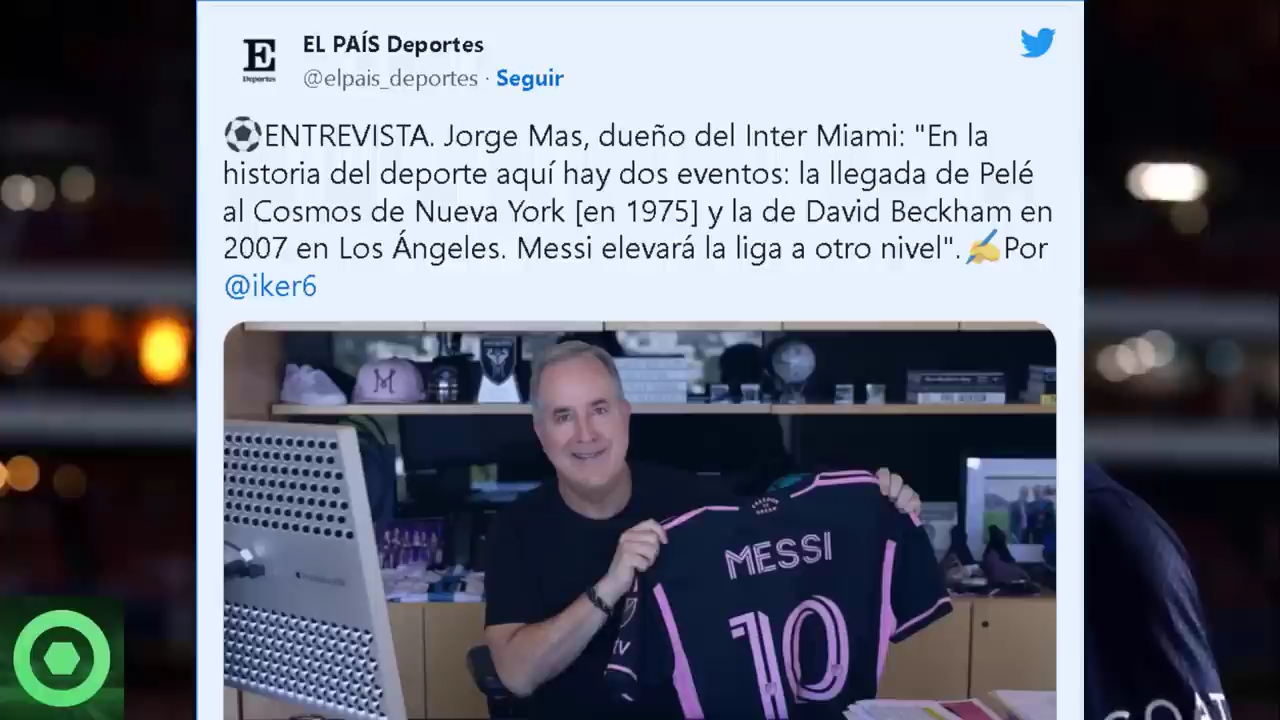 E
Deportes
EL PAÍS Deportes
@elpais_deportes · Seguir
⚽ENTREVISTA. Jorge Mas, dueño del Inter Miami: "En la
historia del deporte aquí hay dos eventos: la llegada de Pelé
al Cosmos de Nueva York [en 1975] y la de David Beckham en
2007 en Los Ángeles. Messi elevará la liga a otro nivel".✍️Por
@iker6
M
MESSI
10